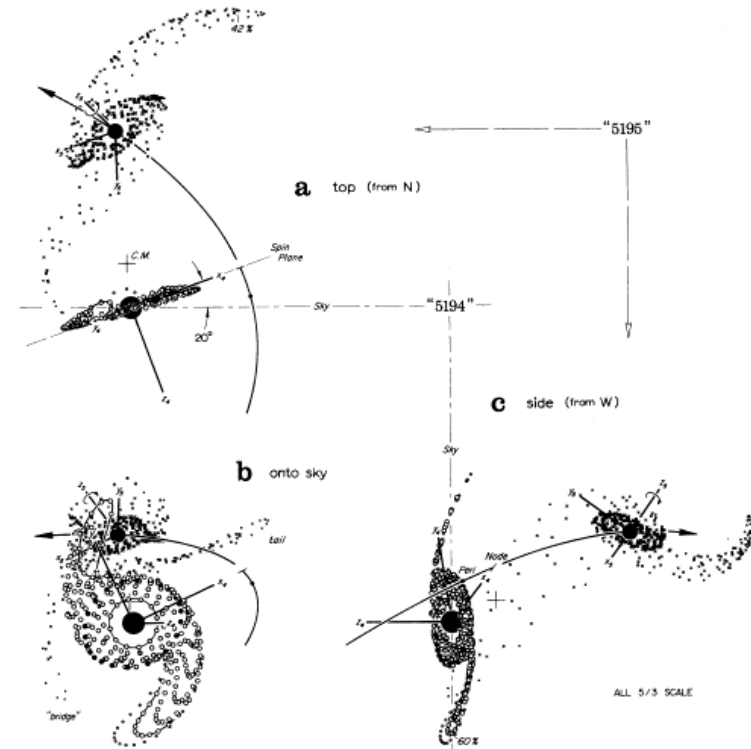 42%
"5195"
a top (from N)
C.M.
Spin
Plane
Sky
"5194"
20°
c side (from W)
Sky
b onto sky
tail
Node
Peri
"bridge"
60%
ALL 5/3 SCALE